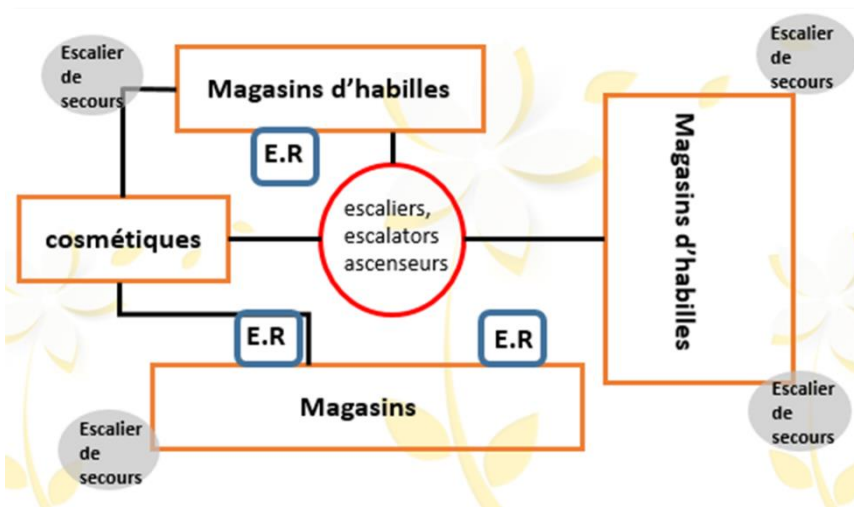 Escalier
de
secours
Magasins d'habilles
Escalier
de
secours
E.R
Magasins d'habilles
escaliers,
escalators
ascenseurs
cosmétiques
E.R
E.R
Magasins
Escalier
de
secours
Escalier
de
secours